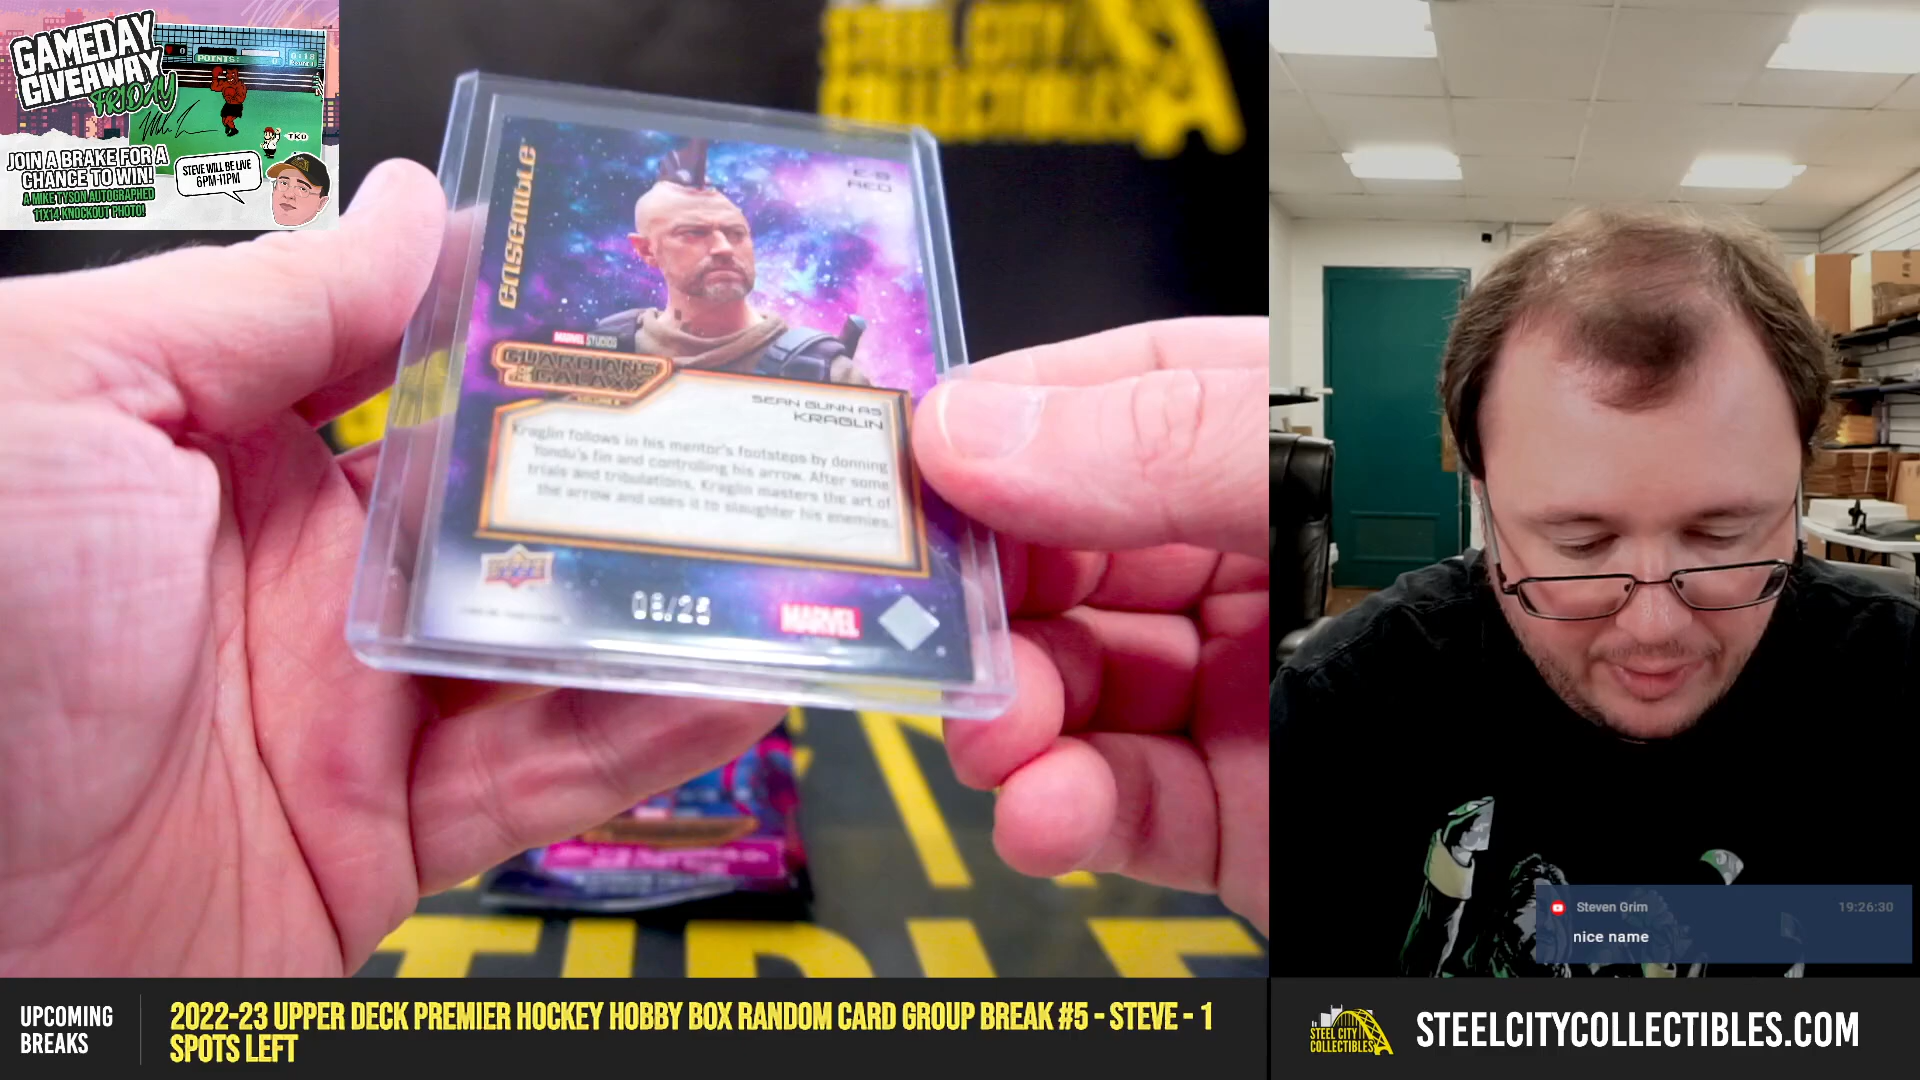 GAMEDAY
GIVEAWAY
FRIDAY
POINTS:
TKO
JOIN A BRAKE FOR A
CHANCE TO WIN!
A MIKE TYSON AUTOGRAPHED
11X14 KNOCKOUT PHOTO!
STEVE WILL BE LIVE
6PM-11PM
STEEL CITY
COLLECTIBLES
ensemble
RED
MARVEL STUDIOS
GUARDIANS
OF THE
GALAXY
SEAN GUNN AS
KRAGLIN
Kraglin follows in his mentor's footsteps by donning
Yondu's fin and controlling his arrow. After some
trials and tribulations, Kraglin masters the art of
the arrow and uses it to slaughter his enemies.
MARVEL
Steven Grim
19:26:30
nice name
UPCOMING
BREAKS
2022-23 UPPER DECK PREMIER HOCKEY HOBBY BOX RANDOM CARD GROUP BREAK #5 - STEVE - 1
SPOTS LEFT
STEEL CITY
COLLECTIBLES
STEELCITYCOLLECTIBLES.COM